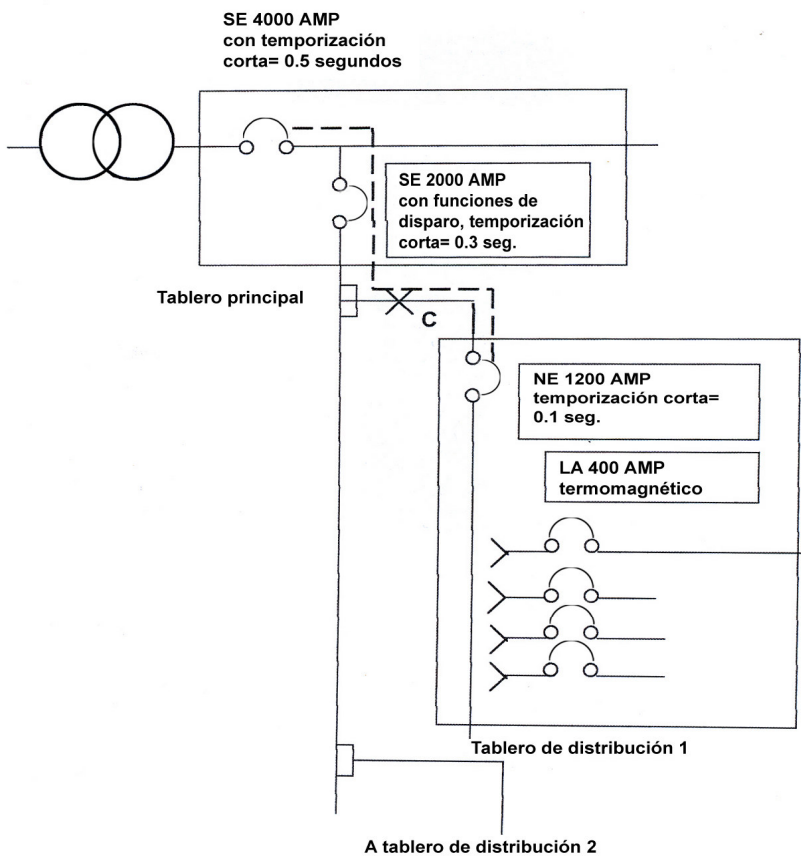 SE 4000 AMP
con temporización
corta= 0.5 segundos
SE 2000 AMP
con funciones de
disparo, temporización
corta= 0.3 seg.
Tablero principal
C
NE 1200 AMP
temporización corta=
0.1 seg.
LA 400 AMP
termomagnético
Tablero de distribución 1
A tablero de distribución 2